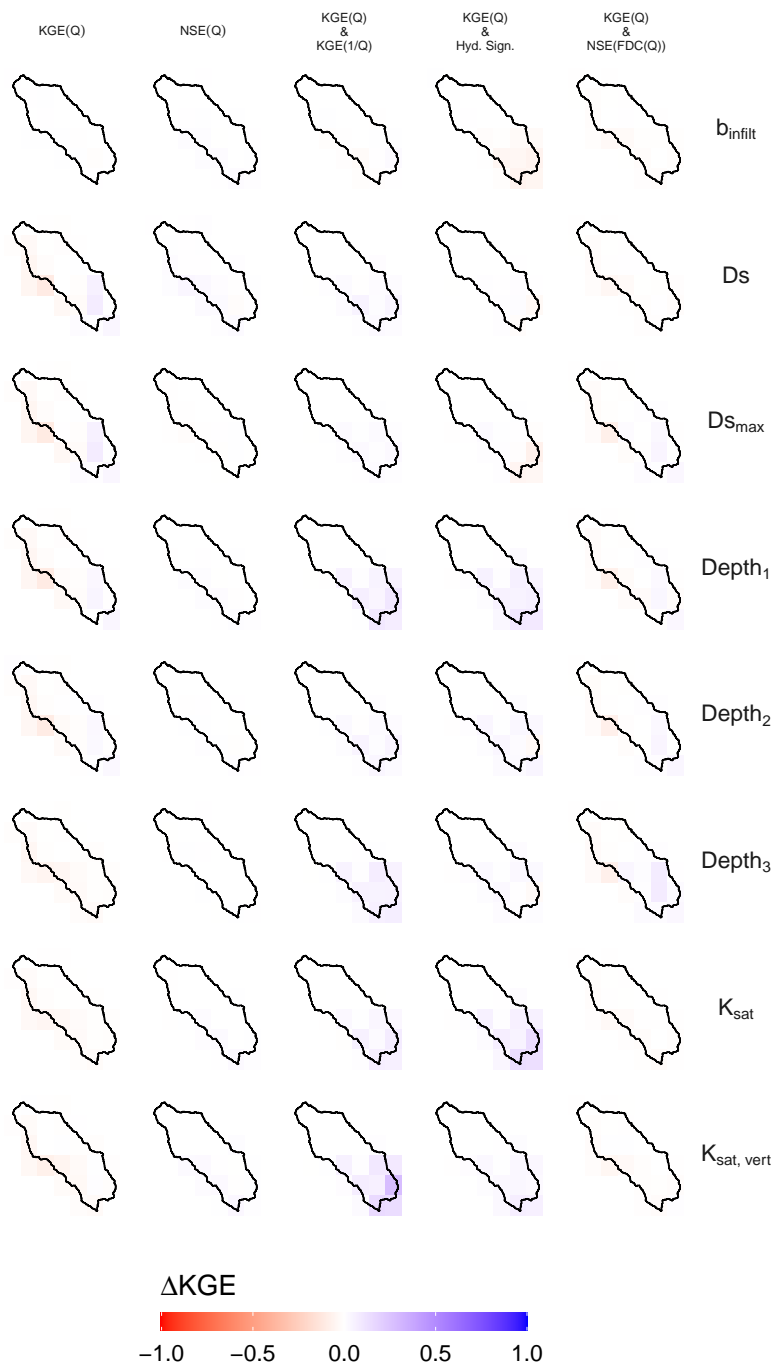 KGE(Q)
NSE(Q)
KGE(Q)
&
KGE(1/Q)
KGE(Q)
&
Hyd. Sign.
KGE(Q)
&
NSE(FDC(Q))
b_infilt
Ds
Ds_max
Depth_1
Depth_2
Depth_3
K_sat
K_sat, vert
ΔKGE
−1.0 −0.5 0.0 0.5 1.0